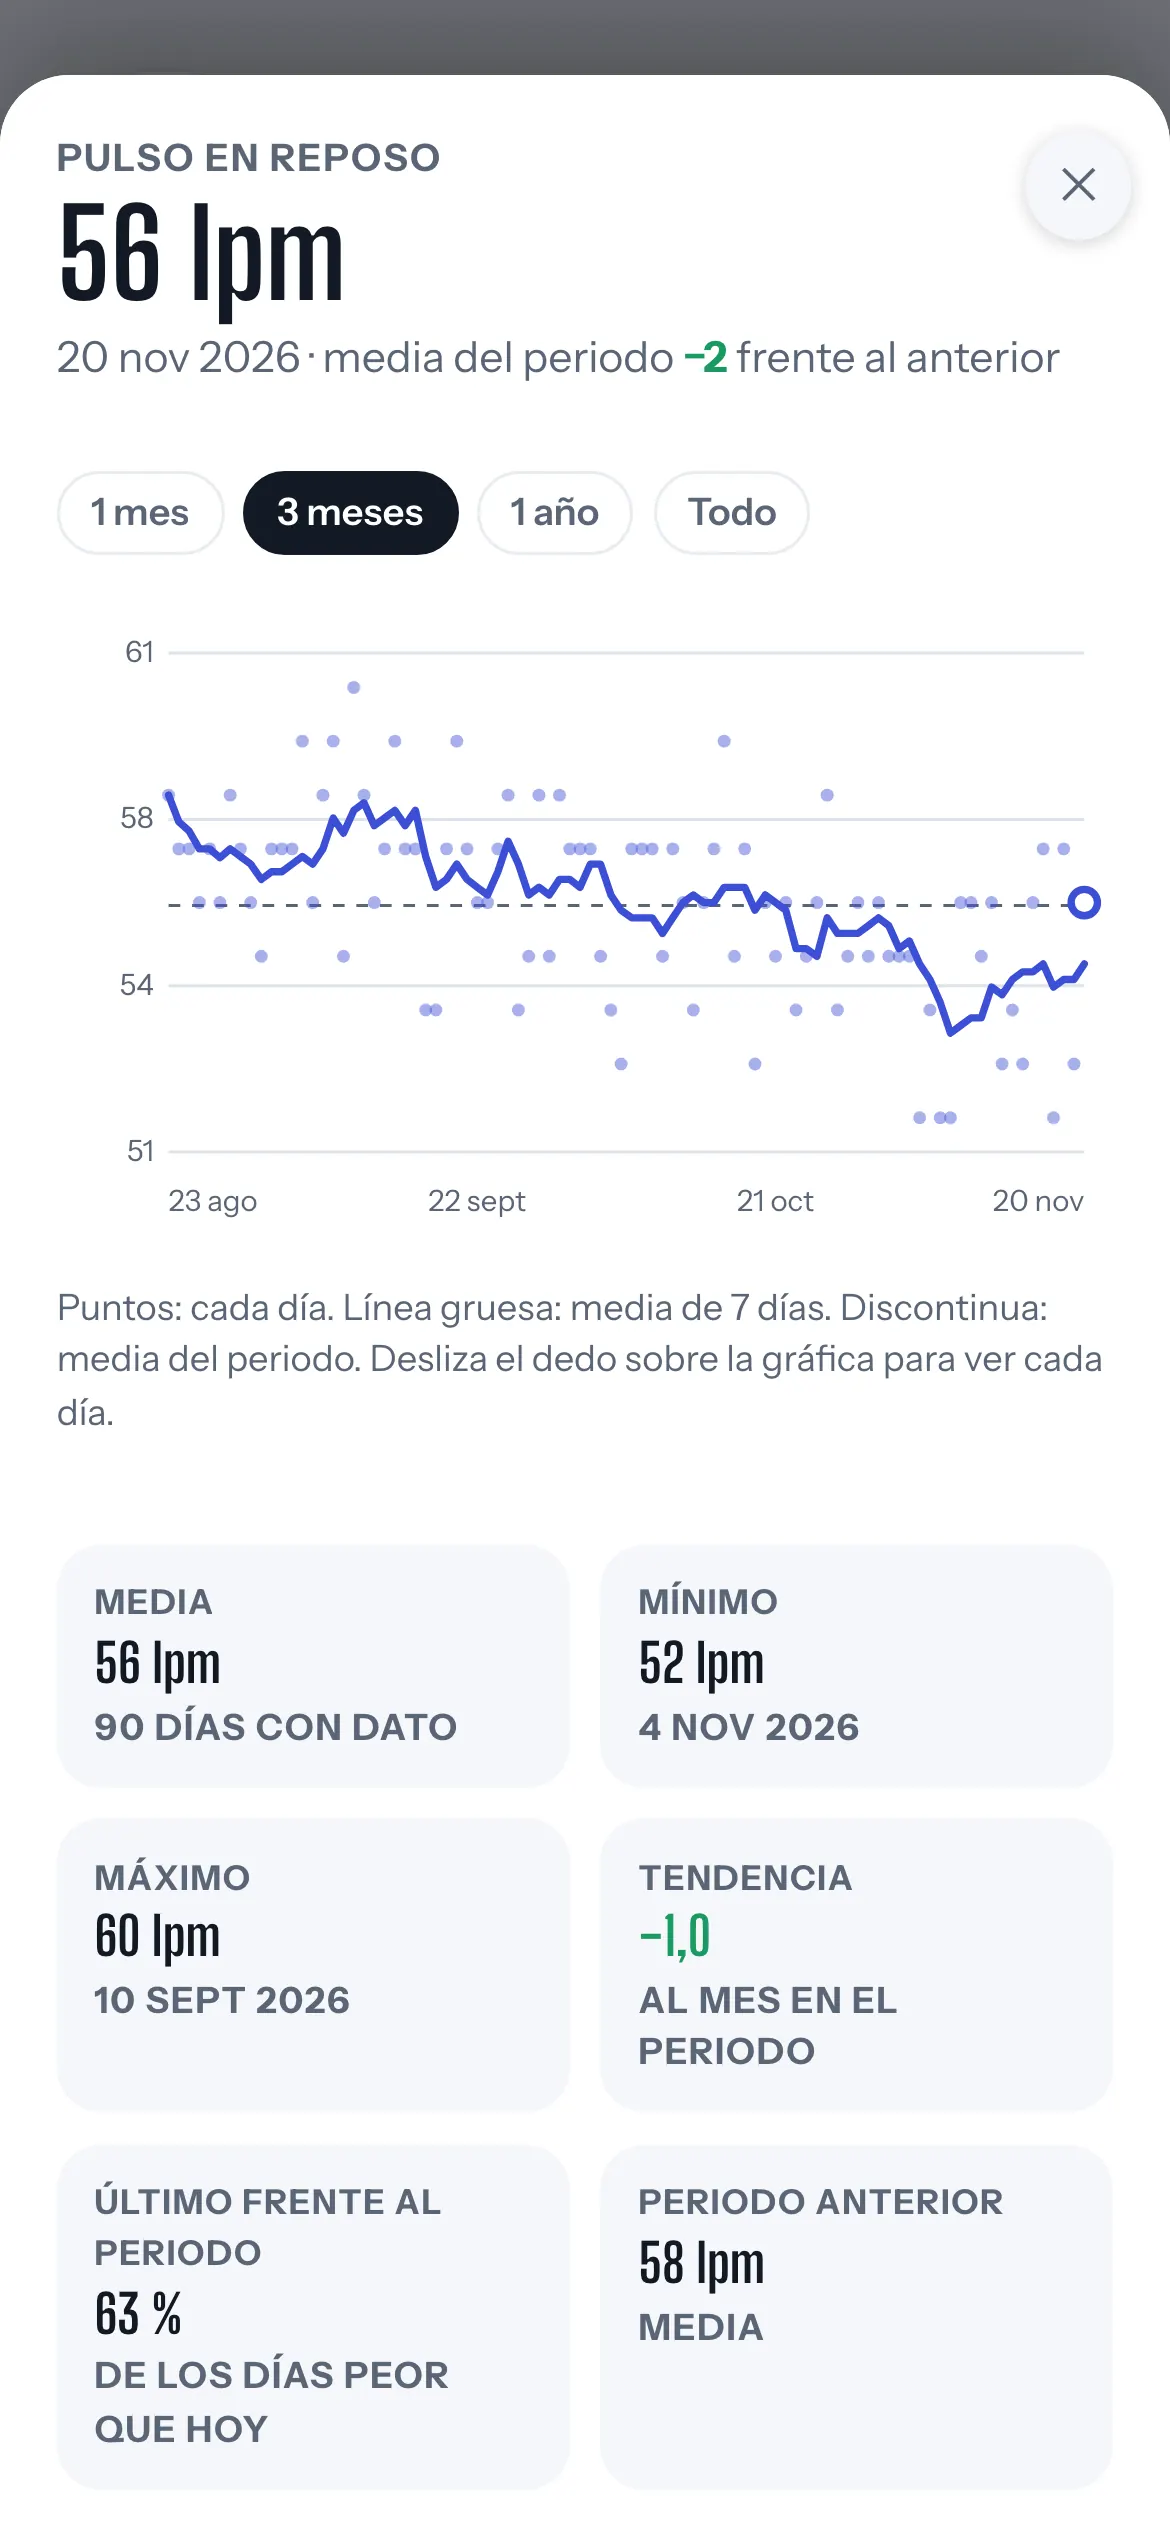 PULSO EN REPOSO
56 lpm
20 nov 2026 · media del periodo −2 frente al anterior
1 mes
3 meses
1 año
Todo
61
58
54
51
23 ago
22 sept
21 oct
20 nov
Puntos: cada día. Línea gruesa: media de 7 días. Discontinua:
media del periodo. Desliza el dedo sobre la gráfica para ver cada
día.
MEDIA
56 lpm
90 DÍAS CON DATO
MÍNIMO
52 lpm
4 NOV 2026
MÁXIMO
60 lpm
10 SEPT 2026
TENDENCIA
−1,0
AL MES EN EL
PERIODO
ÚLTIMO FRENTE AL
PERIODO
63 %
DE LOS DÍAS PEOR
QUE HOY
PERIODO ANTERIOR
58 lpm
MEDIA